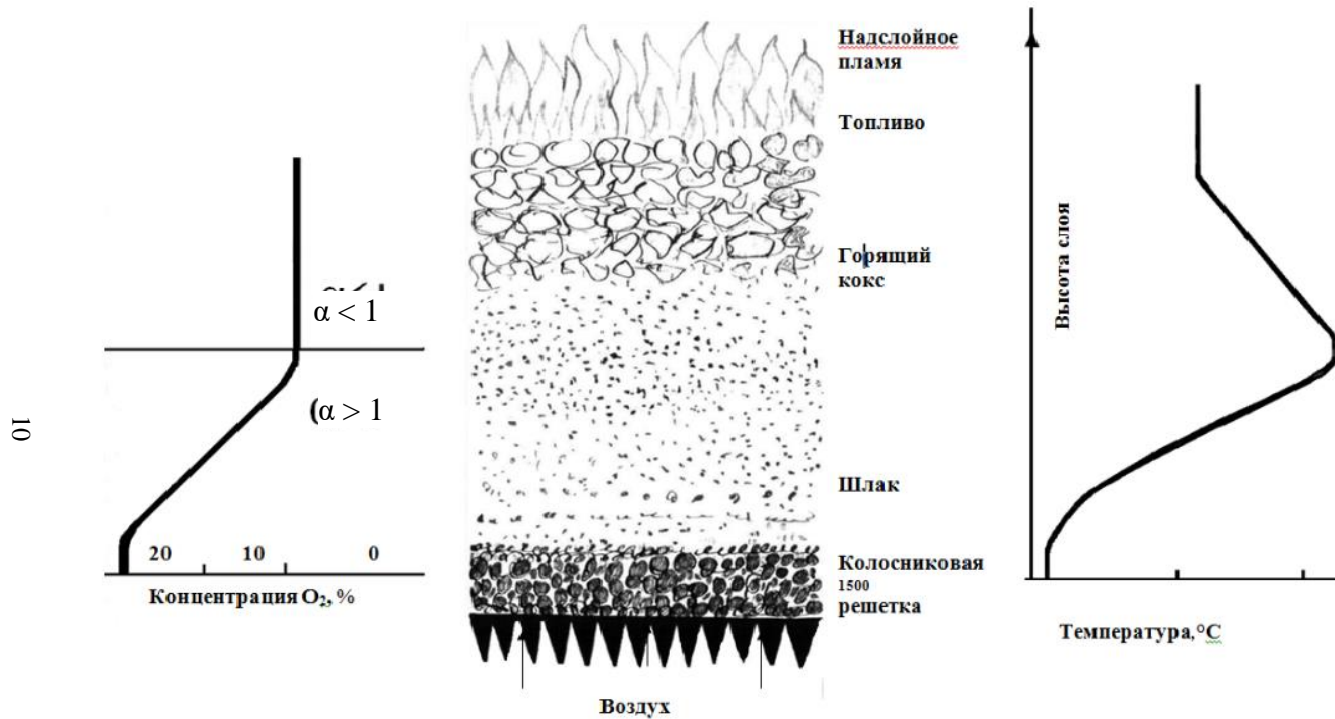 Надслойное
пламя
Топливо
Горящий
кокс
Шлак
Колосниковая
1500
решетка
Воздух
α < 1
(α > 1
20 10 0
Концентрация O₂, %
10
Высота слоя
Температура,°C